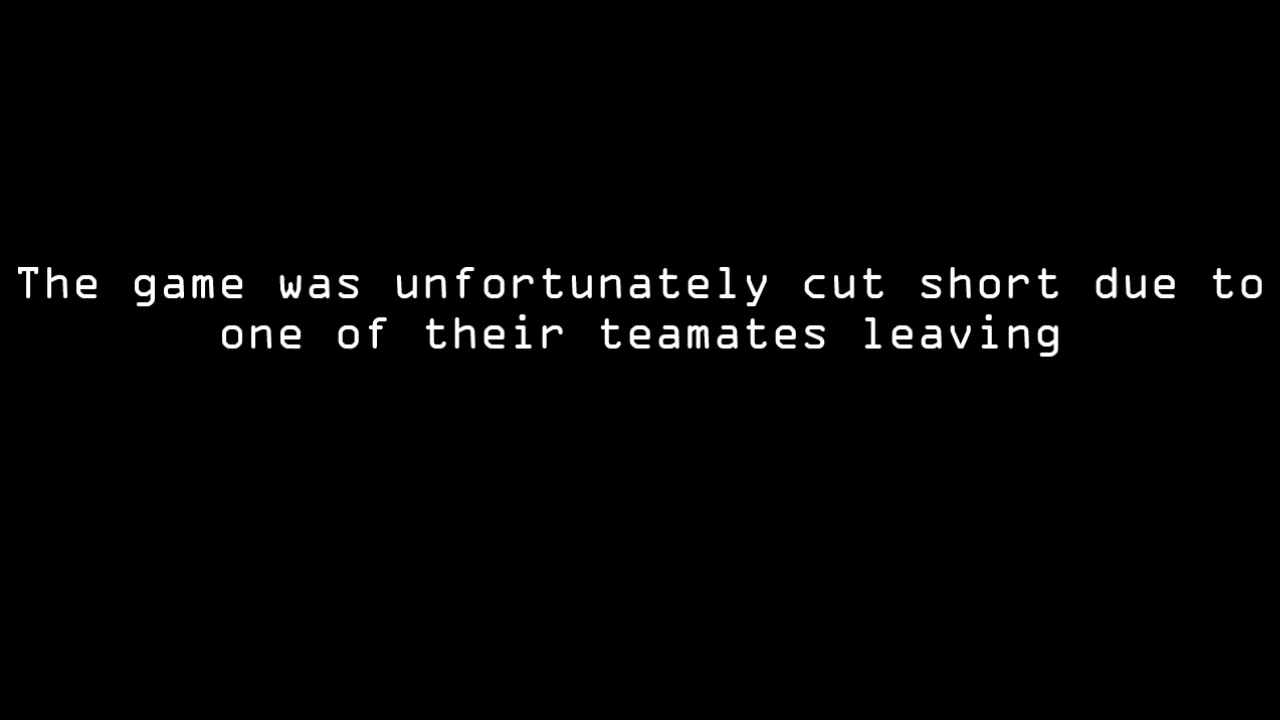 The game was unfortunately cut short due to
one of their teamates leaving